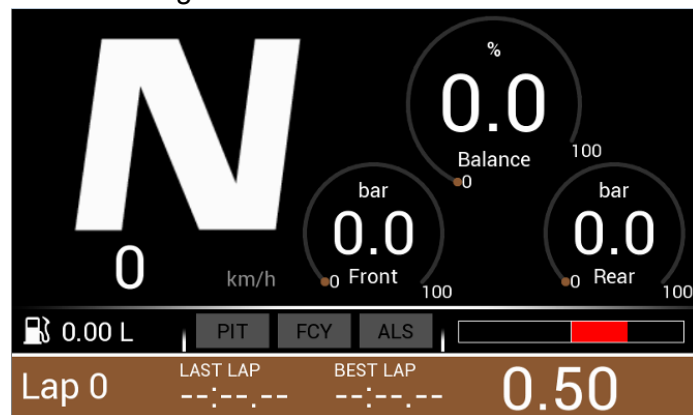 N
%
0.0
Balance
0
100
bar
0.0
Front
0
100
bar
0.0
Rear
0
100
0
km/h
0.00 L
PIT
FCY
ALS
Lap 0
LAST LAP
--:--.--
BEST LAP
--:--.--
0.50